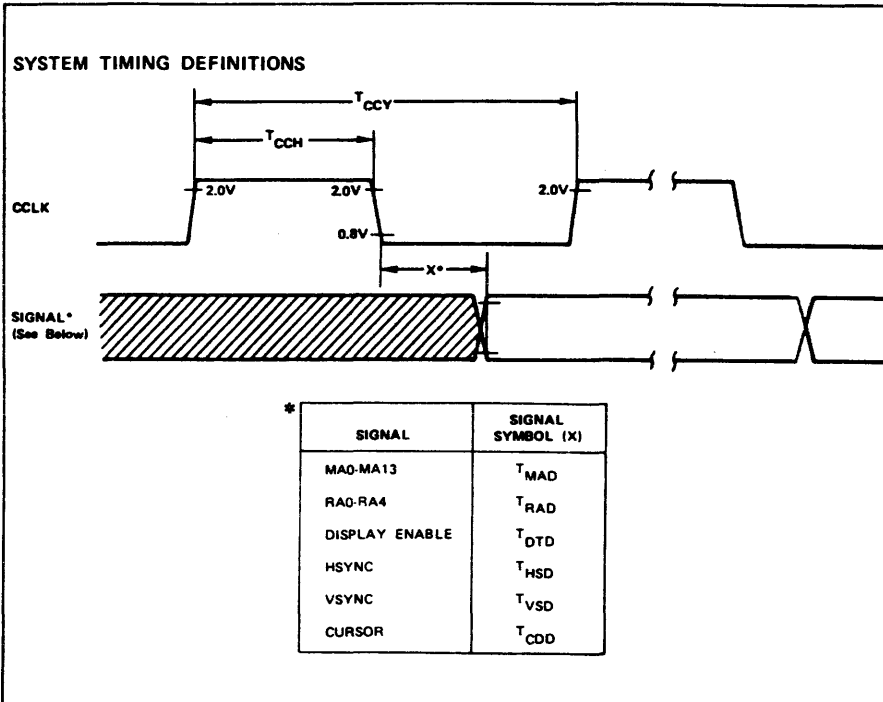 SYSTEM TIMING DEFINITIONS
TCCY
TCCH
CCLK
2.0V
2.0V
2.0V
0.8V
X*
SIGNAL*
(See Below)
*
SIGNAL
SIGNAL
SYMBOL (X)
MA0-MA13
TMAD
RA0-RA4
TRAD
DISPLAY ENABLE
TDTD
HSYNC
THSD
VSYNC
TVSD
CURSOR
TCDD